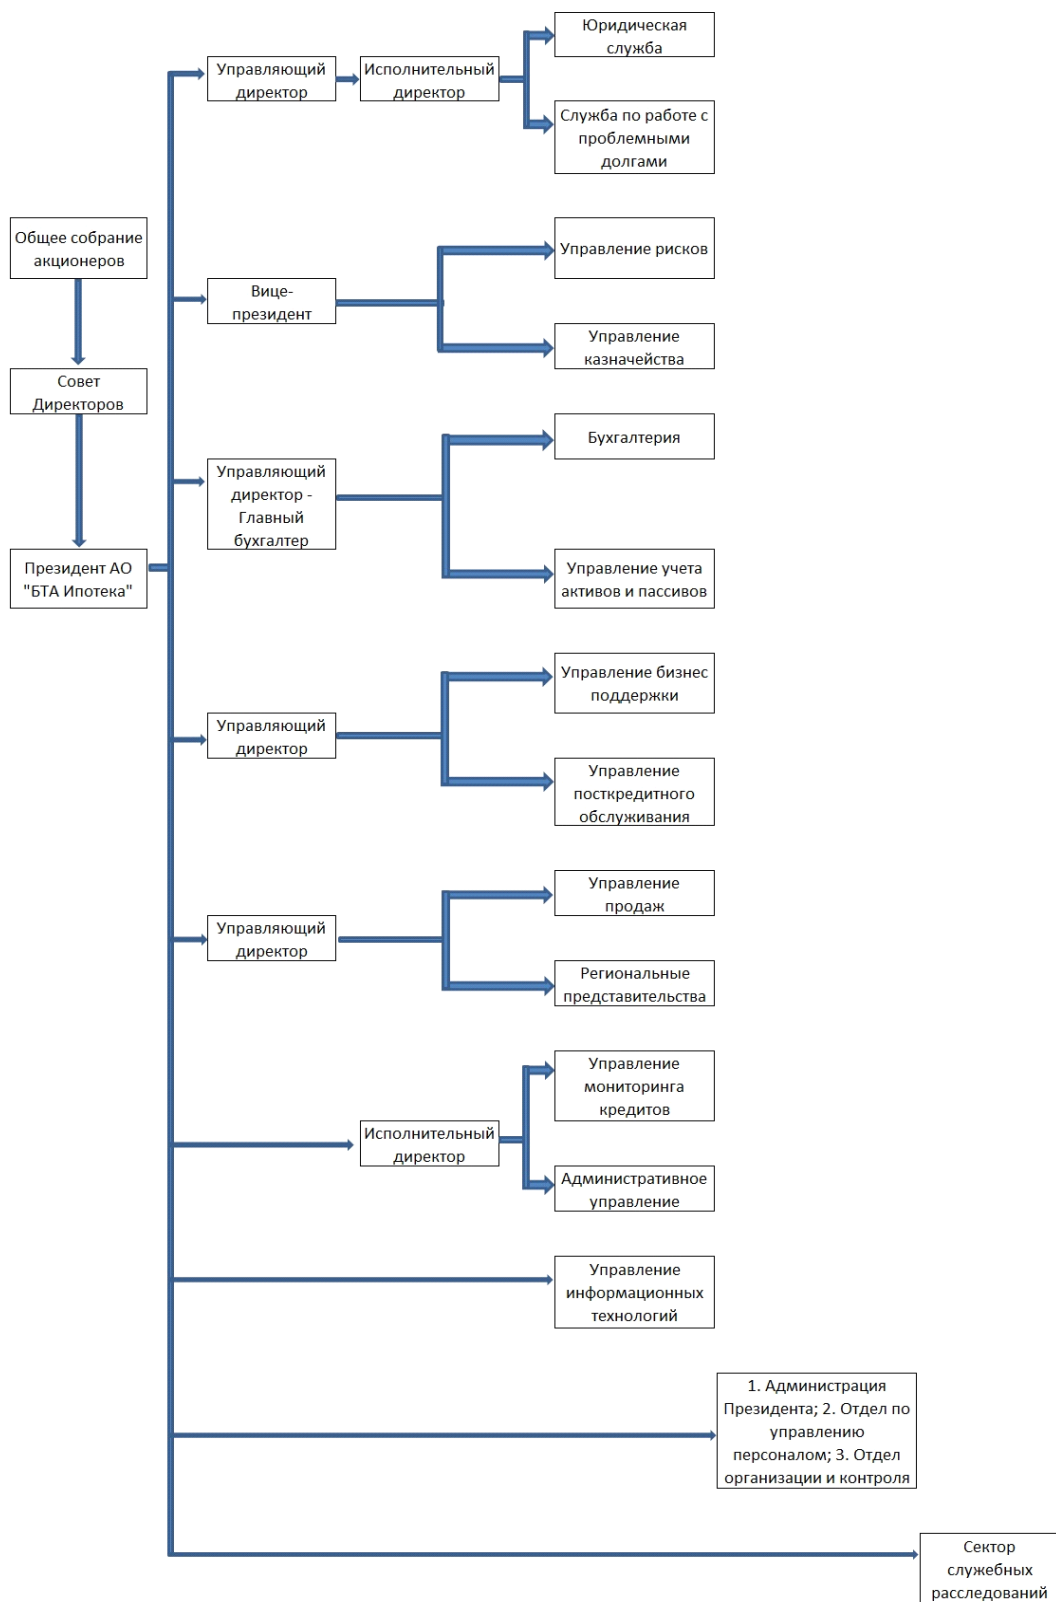 Юридическая
служба
Управляющий
директор
Исполнительный
директор
Служба по работе с
проблемными
долгами
Общее собрание
акционеров
Управление рисков
Вице-
президент
Управление
казначейства
Совет
Директоров
Бухгалтерия
Управляющий
директор -
Главный
бухгалтер
Президент АО
"БТА Ипотека"
Управление учета
активов и пассивов
Управление бизнес
поддержки
Управляющий
директор
Управление
посткредитного
обслуживания
Управление
продаж
Управляющий
директор
Региональные
представительства
Управление
мониторинга
кредитов
Исполнительный
директор
Административное
управление
Управление
информационных
технологий
1. Администрация
Президента; 2. Отдел по
управлению
персоналом; 3. Отдел
организации и контроля
Сектор
служебных
расследований